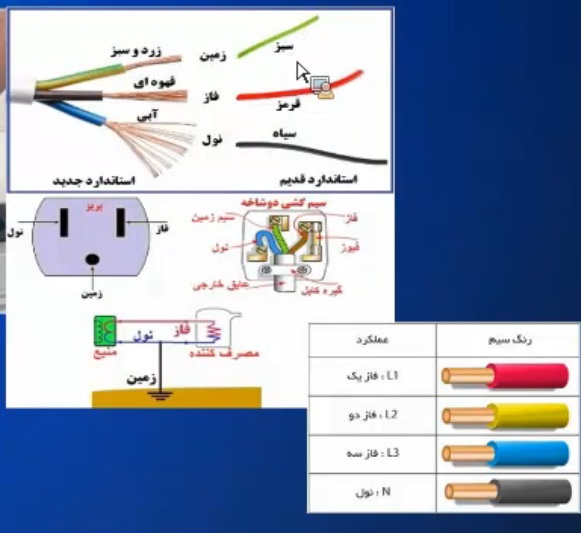 زرد و سبز
قهوه ای
آبی
زمین
فاز
نول
سبز
قرمز
سیاه
استاندارد جدید
استاندارد قدیم
پریز
نول
فاز
زمین
سیم کشی دوشاخه
سیم زمین
فاز
نول
فیوز
عایق خارجی
گیره کابل
فاز
نول
منبع
مصرف کننده
زمین
عملکرد
رنگ سیم
L1 : فاز یک
L2 : فاز دو
L3 : فاز سه
N : نول